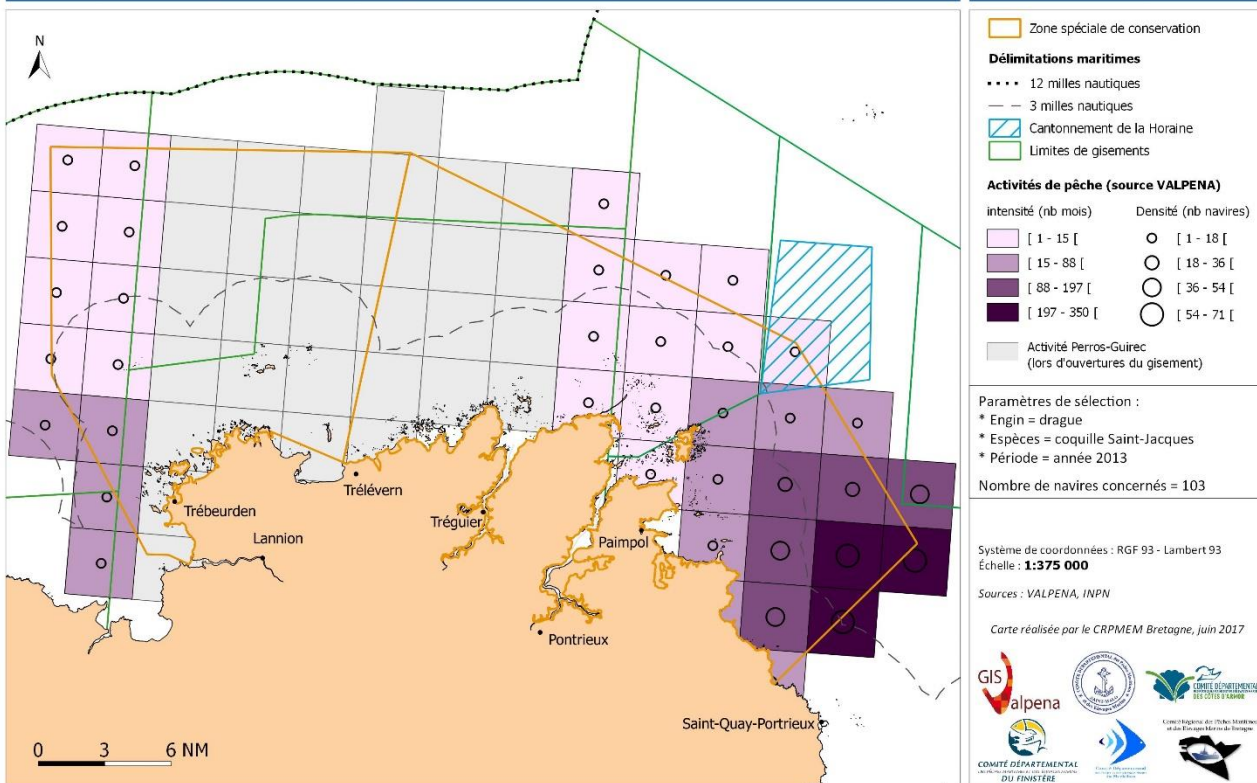 N
Trébeurden
Lannion
Trélévern
Tréguier
Paimpol
Pontrieux
Saint-Quay-Portrieux
0 3 6 NM
Zone spéciale de conservation
Délimitations maritimes
12 milles nautiques
3 milles nautiques
Cantonnement de la Horaine
Limites de gisements
Activités de pêche (source VALPENA)
intensité (nb mois) Densité (nb navires)
[ 1 - 15 [ [ 1 - 18 [
[ 15 - 88 [ [ 18 - 36 [
[ 88 - 197 [ [ 36 - 54 [
[ 197 - 350 [ [ 54 - 71 [
Activité Perros-Guirec
(lors d'ouvertures du gisement)
Paramètres de sélection :
* Engin = drague
* Espèces = coquille Saint-Jacques
* Période = année 2013
Nombre de navires concernés = 103
Système de coordonnées : RGF 93 - Lambert 93
Échelle : 1:375 000
Sources : VALPENA, INPN
Carte réalisée par le CRPMEM Bretagne, juin 2017
GIS
Valpena
COMITÉ DÉPARTEMENTAL
DES CÔTES D'ARMOR
COMITÉ DÉPARTEMENTAL
DU FINISTÈRE
Comité Régional des Pêches Maritimes
et des Elevages Marins de Bretagne